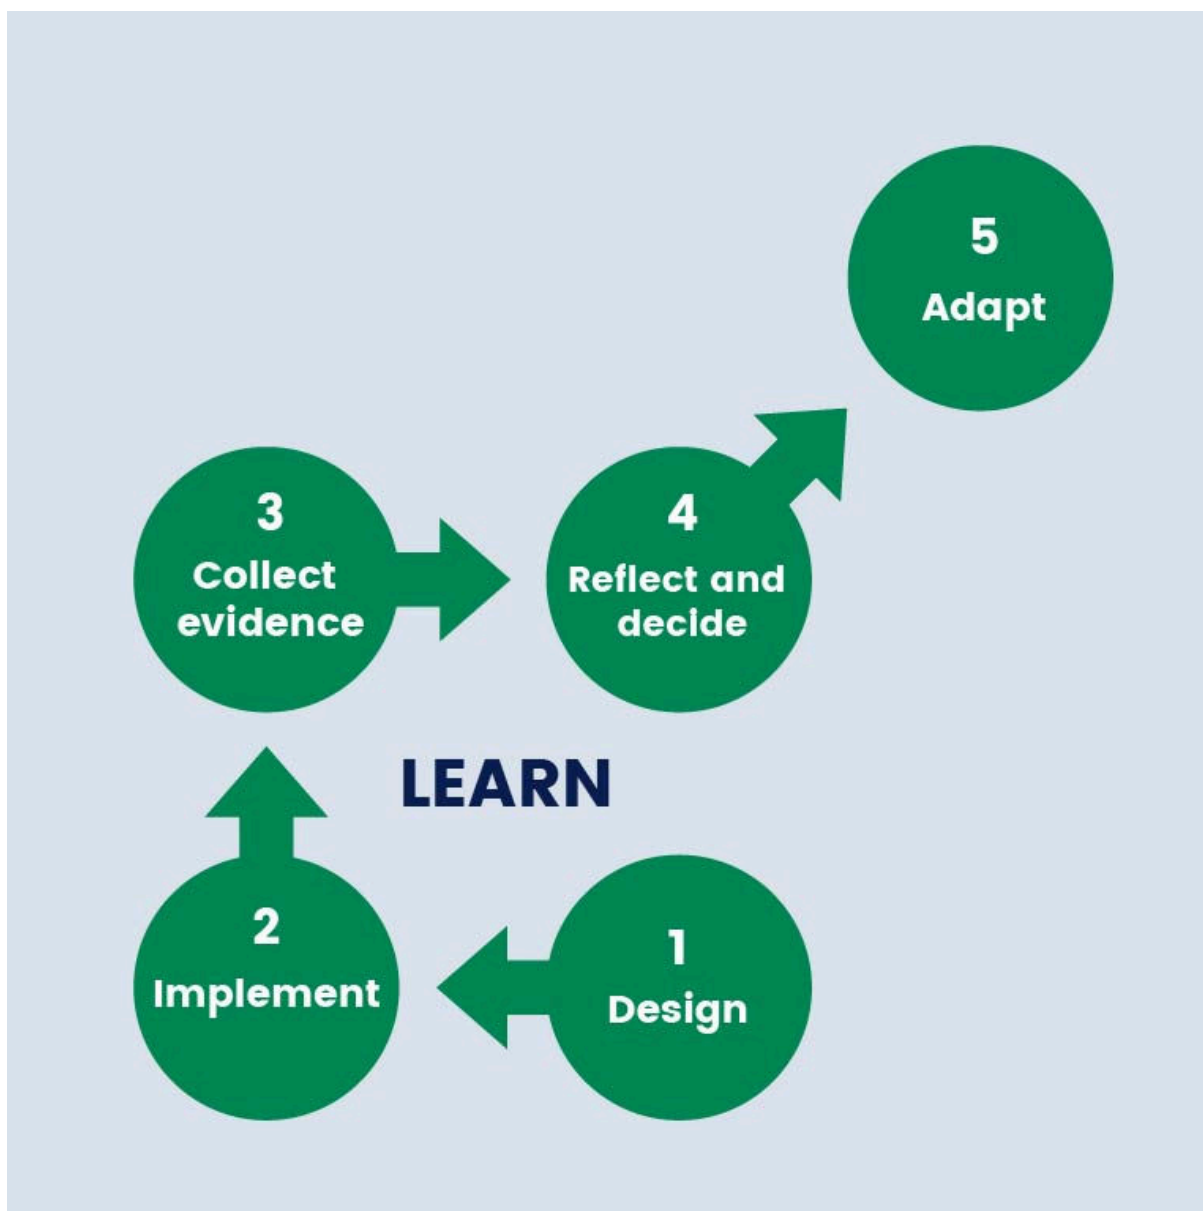 5
Adapt
3
Collect
evidence
4
Reflect and
decide
LEARN
2
Implement
1
Design